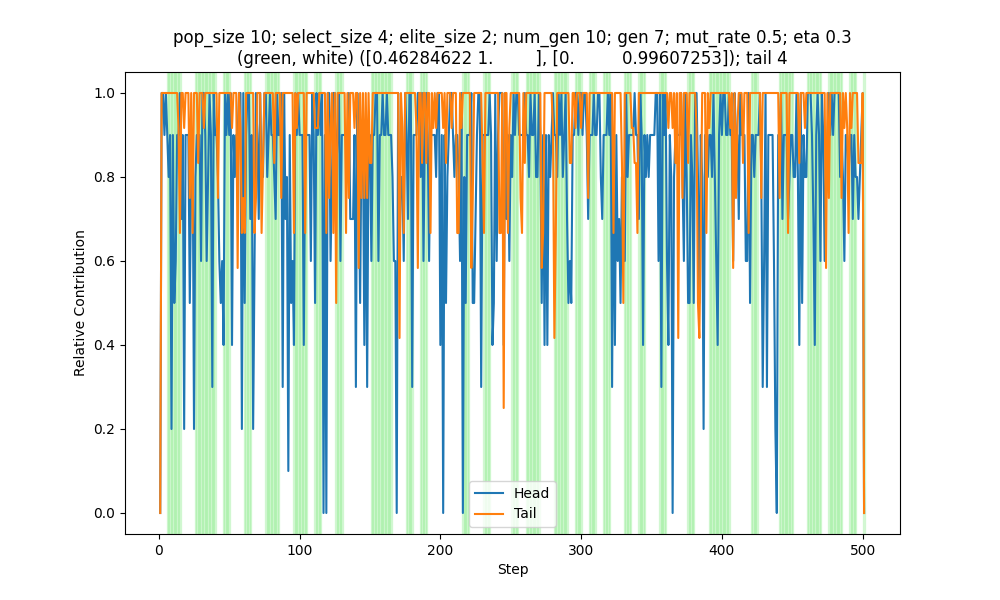 pop_size 10; select_size 4; elite_size 2; num_gen 10; gen 7; mut_rate 0.5; eta 0.3
(green, white) ([0.46284622 1.         ], [0.         0.99607253]); tail 4
1.0
0.8
0.6
0.4
0.2
0.0
Relative Contribution
Head
Tail
0
100
200
300
400
500
Step